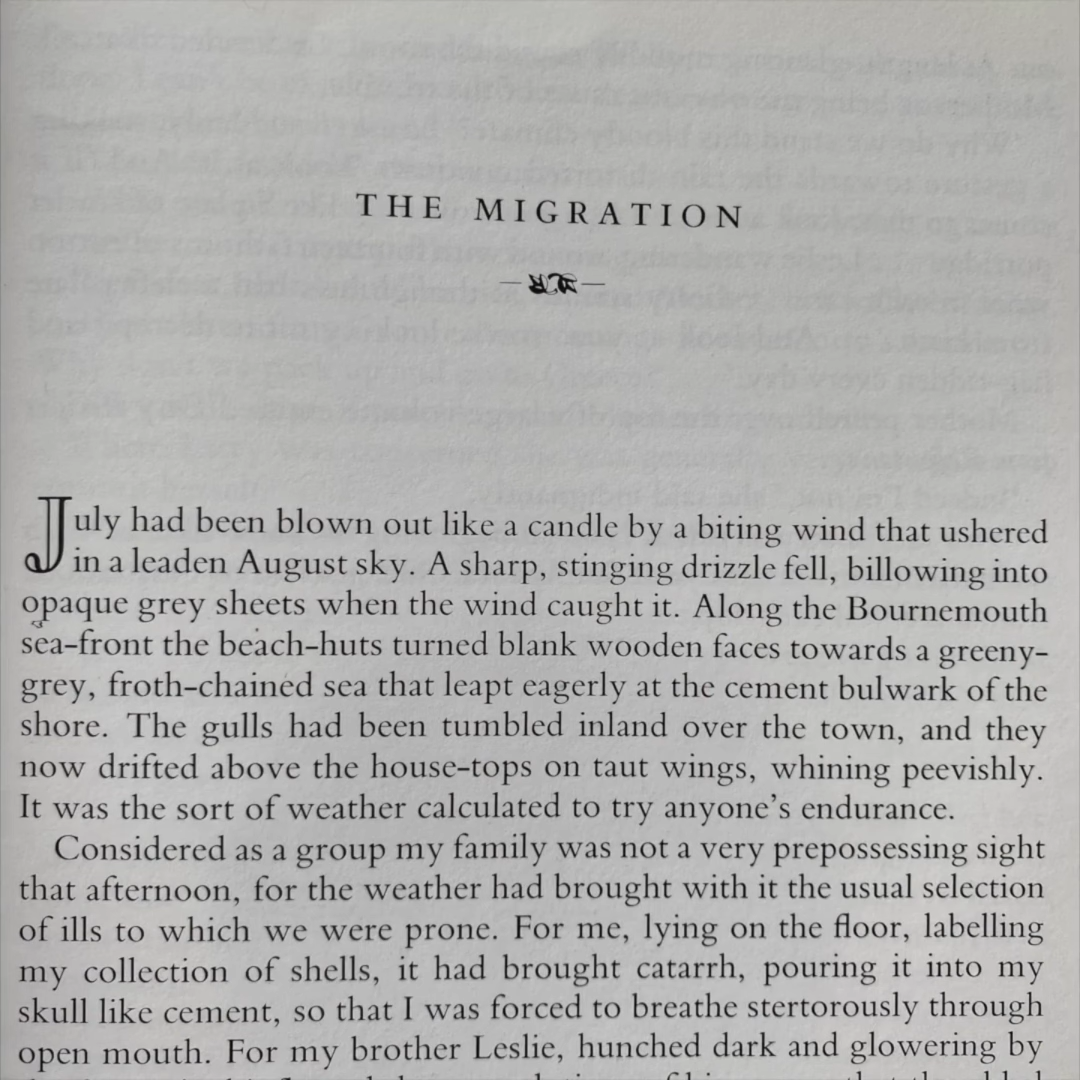 THE MIGRATION
July had been blown out like a candle by a biting wind that ushered
in a leaden August sky. A sharp, stinging drizzle fell, billowing into
opaque grey sheets when the wind caught it. Along the Bournemouth
sea-front the beach-huts turned blank wooden faces towards a greeny-
grey, froth-chained sea that leapt eagerly at the cement bulwark of the
shore. The gulls had been tumbled inland over the town, and they
now drifted above the house-tops on taut wings, whining peevishly.
It was the sort of weather calculated to try anyone's endurance.
Considered as a group my family was not a very prepossessing sight
that afternoon, for the weather had brought with it the usual selection
of ills to which we were prone. For me, lying on the floor, labelling
my collection of shells, it had brought catarrh, pouring it into my
skull like cement, so that I was forced to breathe stertorously through
open mouth. For my brother Leslie, hunched dark and glowering by